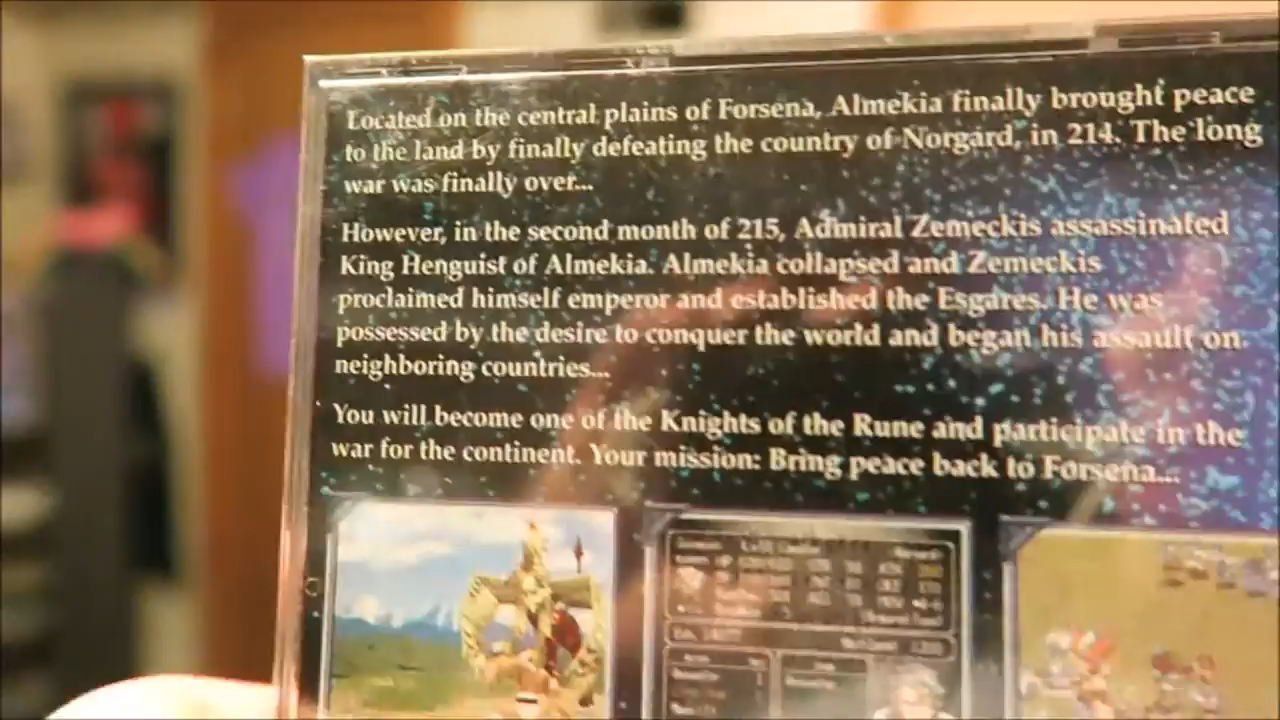 Located on the central plains of Forsena, Almekia finally brought peace
to the land by finally defeating the country of Norgard, in 214. The long
war was finally over...
However, in the second month of 215, Admiral Zemeckis assassinated
King Henguist of Almekia. Almekia collapsed and Zemeckis
proclaimed himself emperor and established the Esgares. He was
possessed by the desire to conquer the world and began his assault on
neighboring countries...
You will become one of the Knights of the Rune and participate in the
war for the continent. Your mission: Bring peace back to Forsena...